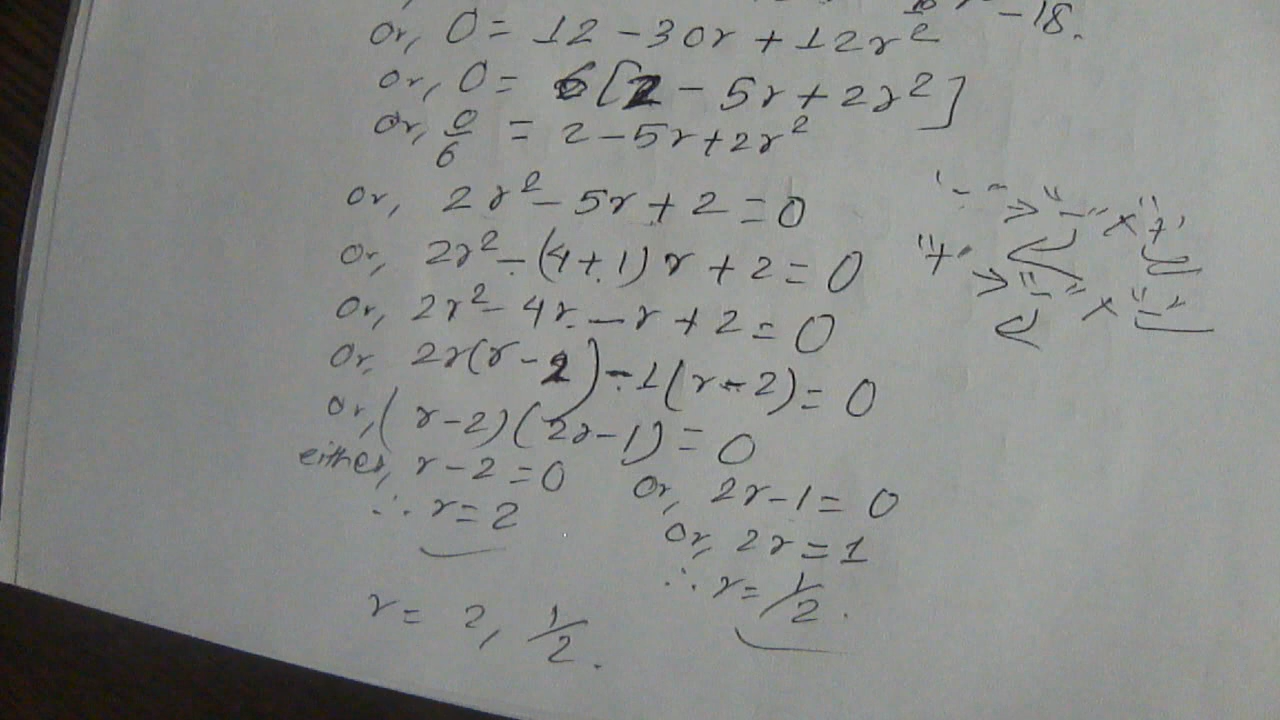 r - 18.
or, 0 = 12 - 30r + 12r²
or, 0 = 6[2 - 5r + 2r²]
or, 0/6 = 2 - 5r + 2r²
or, 2r² - 5r + 2 = 0
or, 2r² - (4+1)r + 2 = 0
or, 2r² - 4r - r + 2 = 0
or, 2r(r-2) - 1(r-2) = 0
or, (r-2)(2r-1) = 0
either, r - 2 = 0 or, 2r - 1 = 0
∴ r = 2 or, 2r = 1
∴ r = 1/2.
r = 2, 1/2.
"-" → "-" × "+"
"+" → "-" × "-"